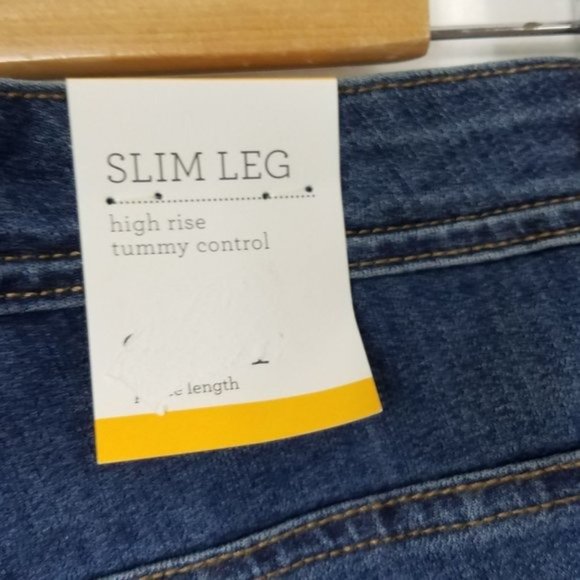 SLIM LEG
high rise
tummy control
length